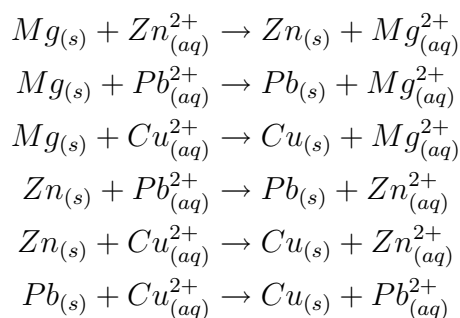 Mg(s) + Zn²⁺(aq) → Zn(s) + Mg²⁺(aq)
Mg(s) + Pb²⁺(aq) → Pb(s) + Mg²⁺(aq)
Mg(s) + Cu²⁺(aq) → Cu(s) + Mg²⁺(aq)
Zn(s) + Pb²⁺(aq) → Pb(s) + Zn²⁺(aq)
Zn(s) + Cu²⁺(aq) → Cu(s) + Zn²⁺(aq)
Pb(s) + Cu²⁺(aq) → Cu(s) + Pb²⁺(aq)